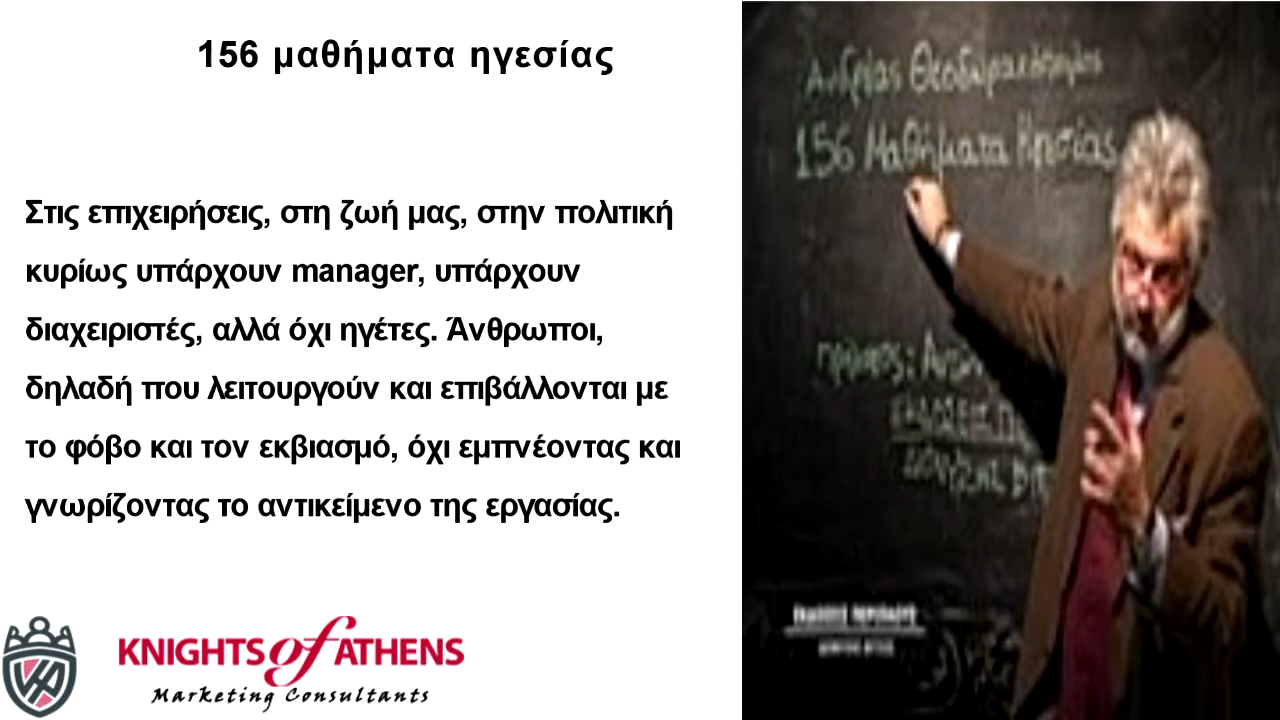 156 μαθήματα ηγεσίας
Στις επιχειρήσεις, στη ζωή μας, στην πολιτική
κυρίως υπάρχουν manager, υπάρχουν
διαχειριστές, αλλά όχι ηγέτες. Άνθρωποι,
δηλαδή που λειτουργούν και επιβάλλονται με
το φόβο και τον εκβιασμό, όχι εμπνέοντας και
γνωρίζοντας το αντικείμενο της εργασίας.
KNIGHTS of ATHENS
Marketing Consultants
Ανδρέας Θεοδωρακόπουλος
156 Μαθήματα Ηγεσίας